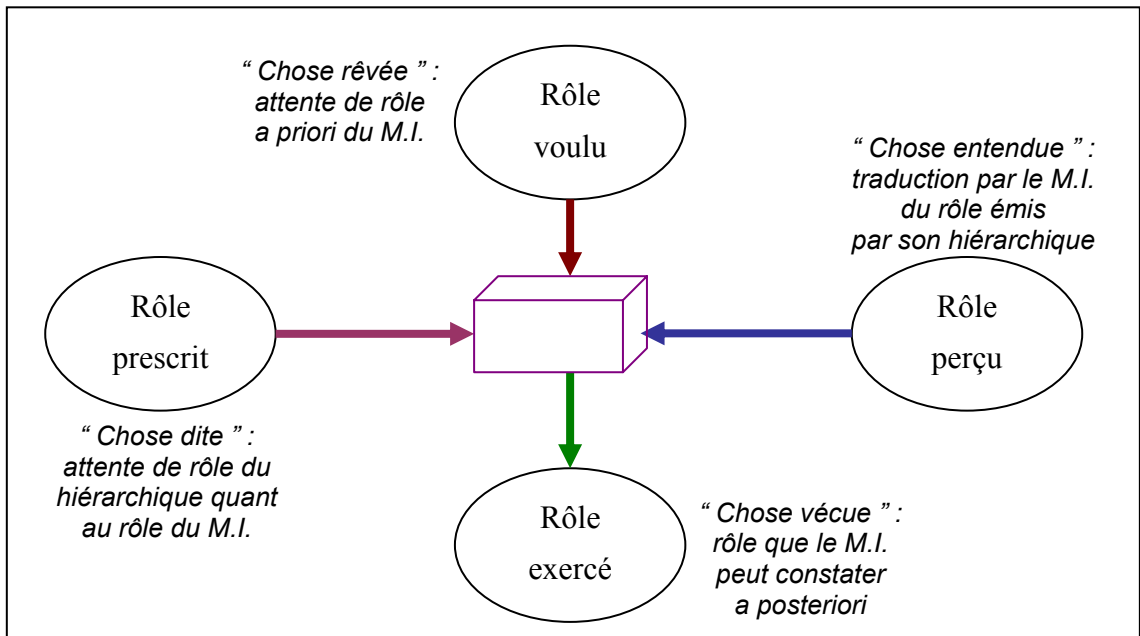 “ Chose rêvée ” :
attente de rôle
a priori du M.I.
Rôle
voulu
“ Chose entendue ” :
traduction par le M.I.
du rôle émis
par son hiérarchique
Rôle
prescrit
Rôle
perçu
“ Chose dite ” :
attente de rôle du
hiérarchique quant
au rôle du M.I.
Rôle
exercé
“ Chose vécue ” :
rôle que le M.I.
peut constater
a posteriori